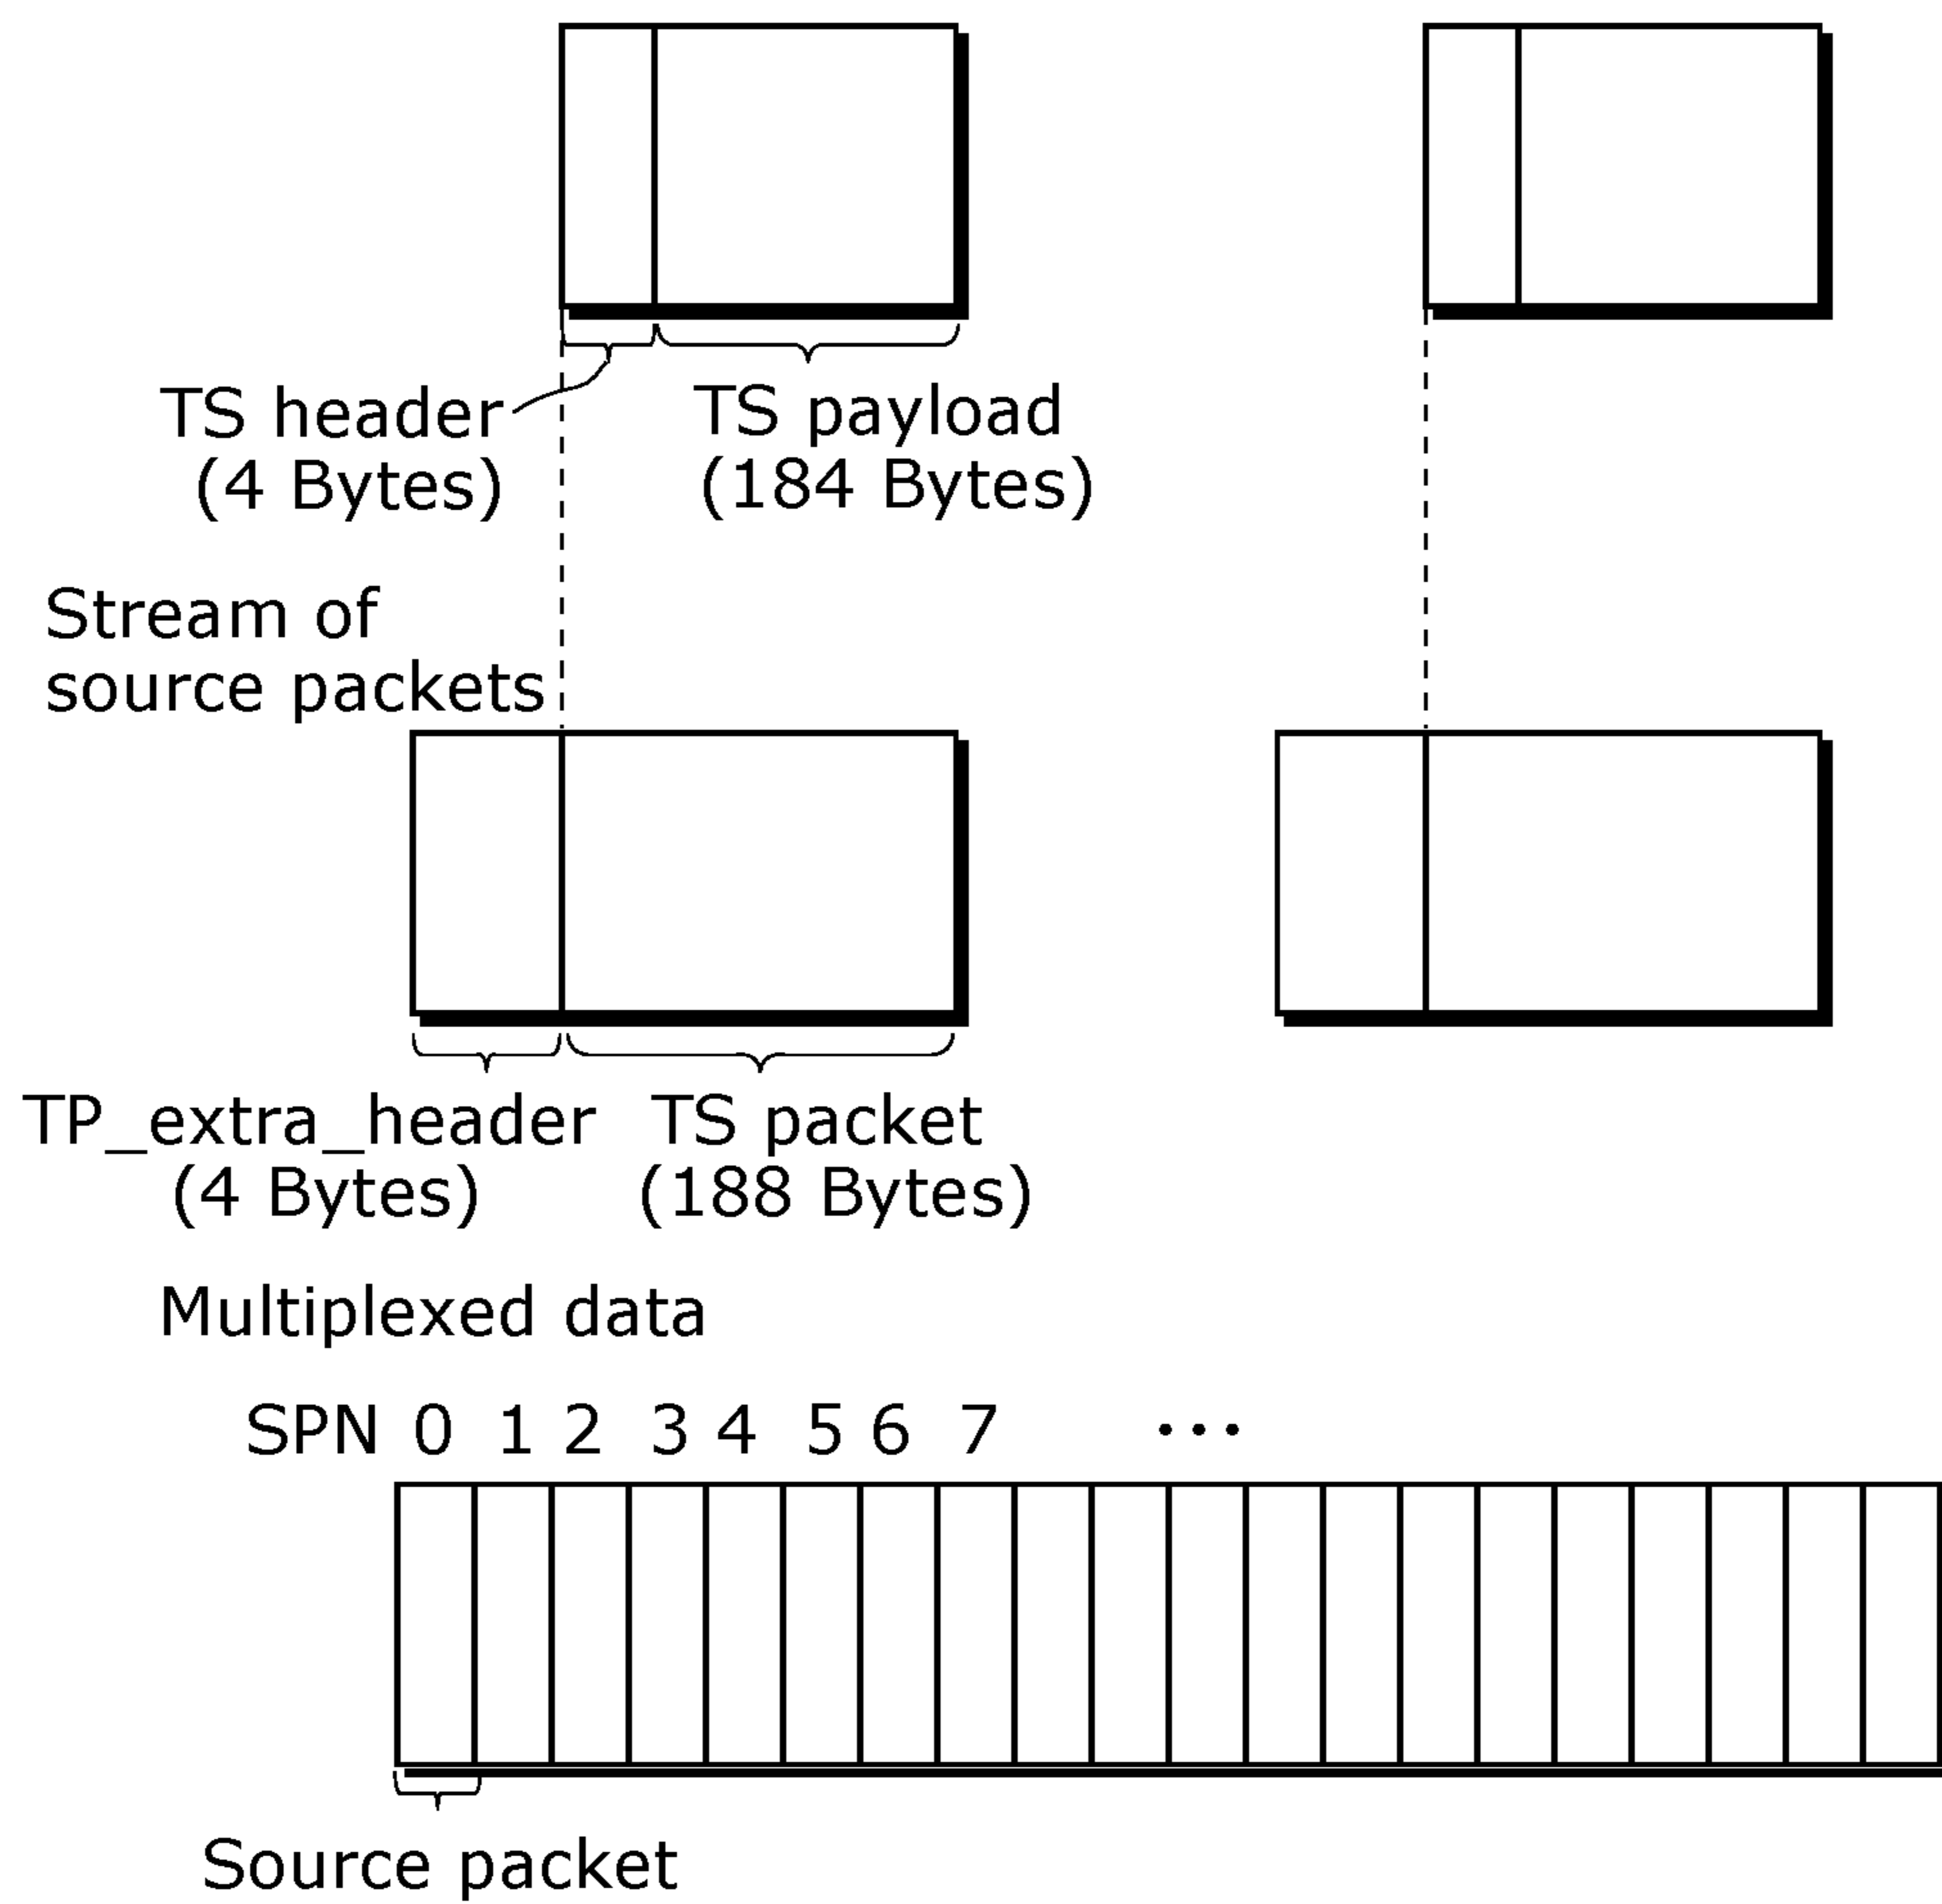 TS header
(4 Bytes)
TS payload
(184 Bytes)
Stream of
source packets
TP_extra_header
(4 Bytes)
TS packet
(188 Bytes)
Multiplexed data
SPN 0 1 2 3 4 5 6 7 ...
Source packet